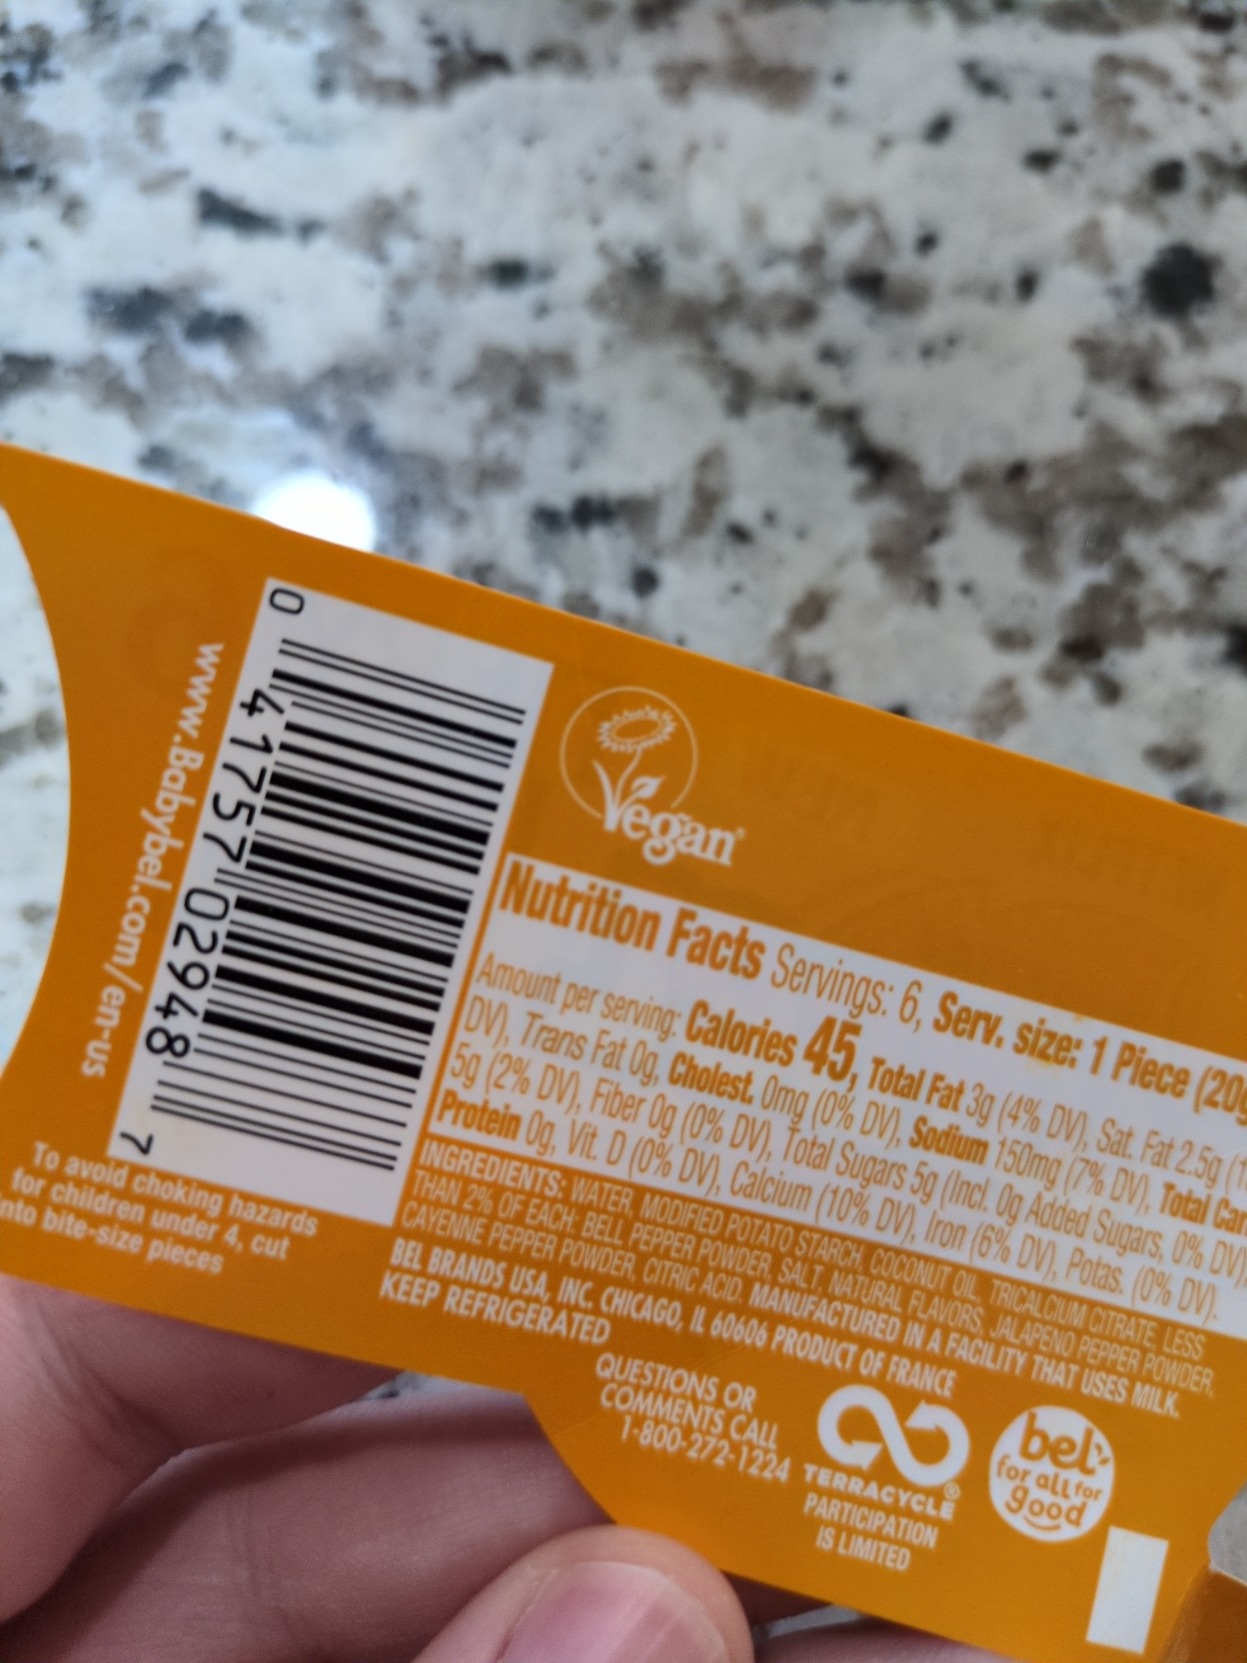 Vegan
Nutrition Facts Servings: 6, Serv. size: 1 Piece (20g
Amount per serving: Calories 45, Total Fat 3g (4% DV), Sat. Fat 2.5g (1
DV), Trans Fat 0g, Cholest. 0mg (0% DV), Sodium 150mg (7% DV), Total Car
5g (2% DV), Fiber 0g (0% DV), Total Sugars 5g (Incl. 0g Added Sugars, 0% DV),
Protein 0g, Vit. D (0% DV), Calcium (10% DV), Iron (6% DV), Potas. (0% DV).
INGREDIENTS: WATER, MODIFIED POTATO STARCH, COCONUT OIL, TRICALCIUM CITRATE, LESS
THAN 2% OF EACH: BELL PEPPER POWDER, SALT, NATURAL FLAVORS, JALAPENO PEPPER POWDER,
CAYENNE PEPPER POWDER, CITRIC ACID. MANUFACTURED IN A FACILITY THAT USES MILK.
BEL BRANDS USA, INC. CHICAGO, IL 60606 PRODUCT OF FRANCE
KEEP REFRIGERATED
QUESTIONS OR
COMMENTS CALL
1-800-272-1224
TERRACYCLE®
PARTICIPATION
IS LIMITED
bel
for all for
good
0 41757 02948 7
www.Babybel.com/en-us
To avoid choking hazards
for children under 4, cut
nto bite-size pieces